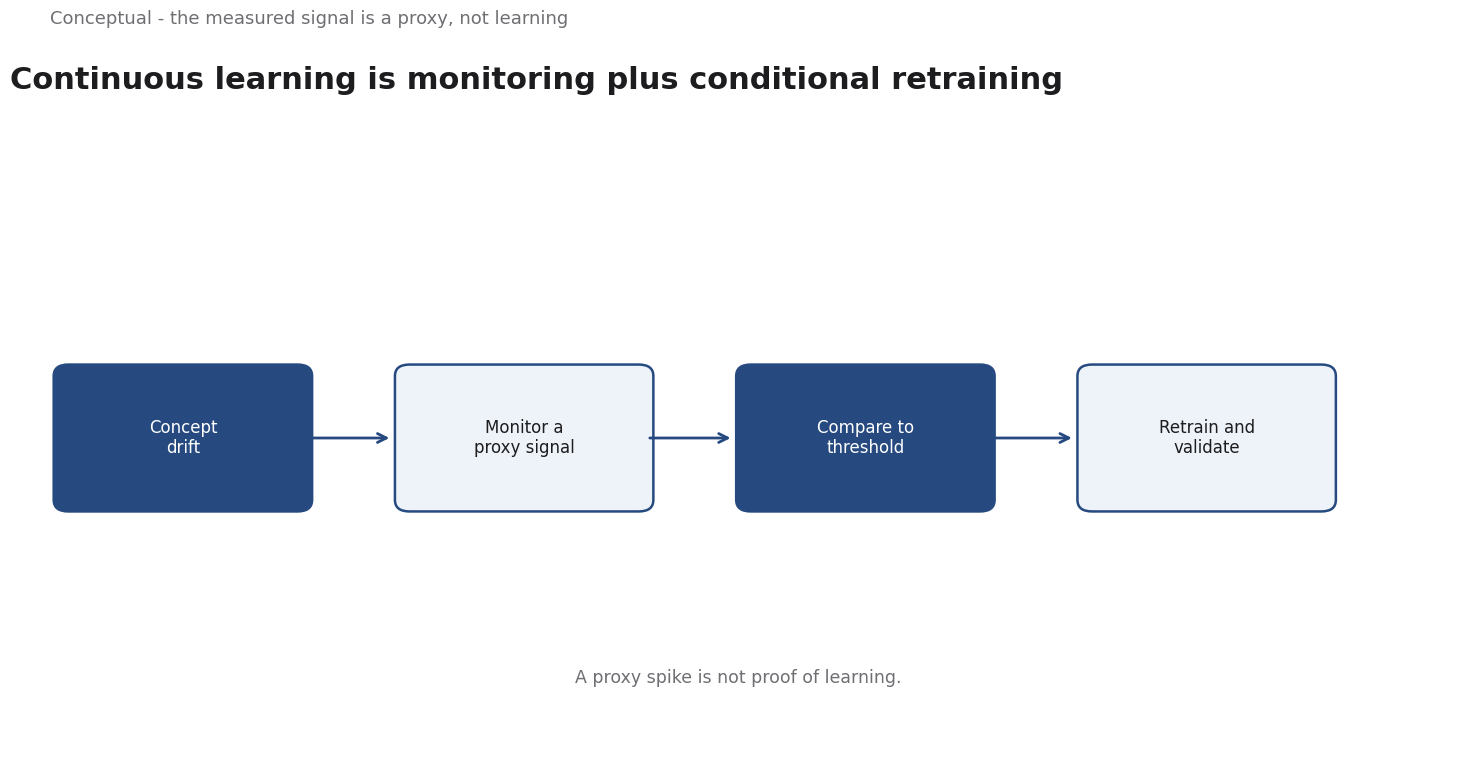 Conceptual - the measured signal is a proxy, not learning
Continuous learning is monitoring plus conditional retraining
Concept
drift
Monitor a
proxy signal
Compare to
threshold
Retrain and
validate
A proxy spike is not proof of learning.